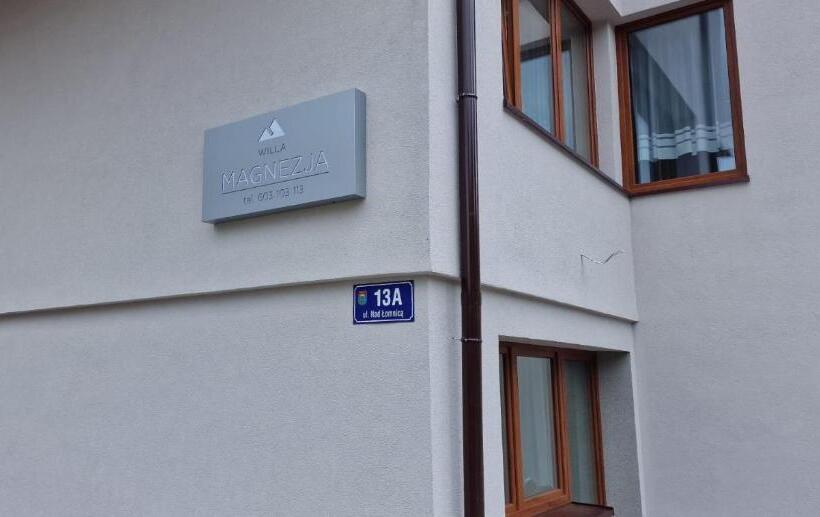 WILLA
MAGNEZJA
tel. 603 103 113
13A
ul. Nad Łomnicą